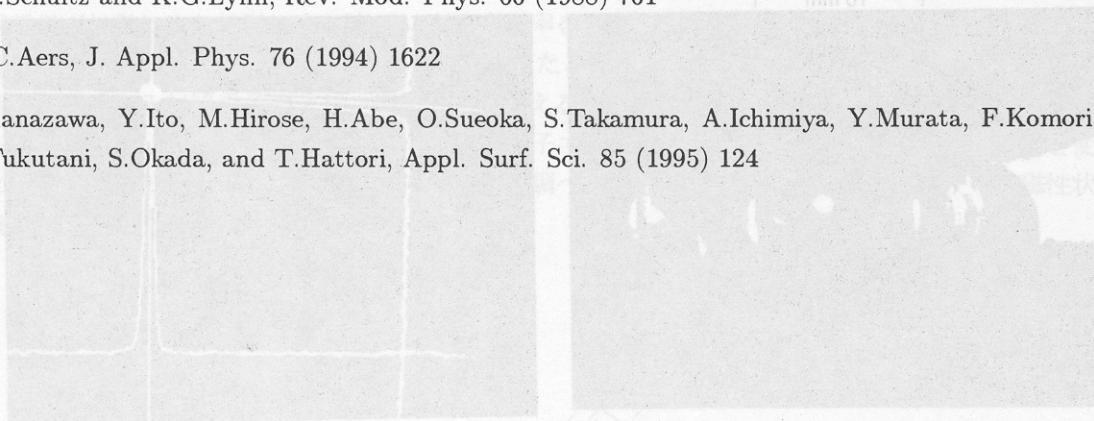 and K.G.Lynn, Rev. Mod. Phys. 60 (1988) 701
C.Aers, J. Appl. Phys. 76 (1994) 1622
anazawa, Y.Ito, M.Hirose, H.Abe, O.Sueoka, S.Takamura, A.Ichimiya, Y.Murata, F.Komori
ukutani, S.Okada, and T.Hattori, Appl. Surf. Sci. 85 (1995) 124